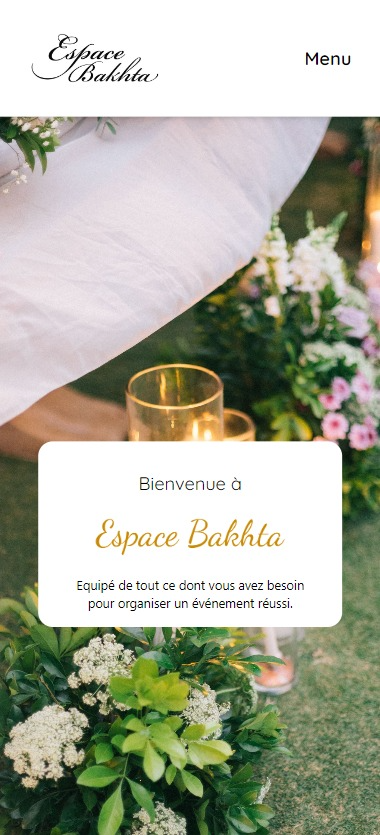 Espace
Bakhta
Menu
Bienvenue à
Espace Bakhta
Equipé de tout ce dont vous avez besoin
pour organiser un événement réussi.